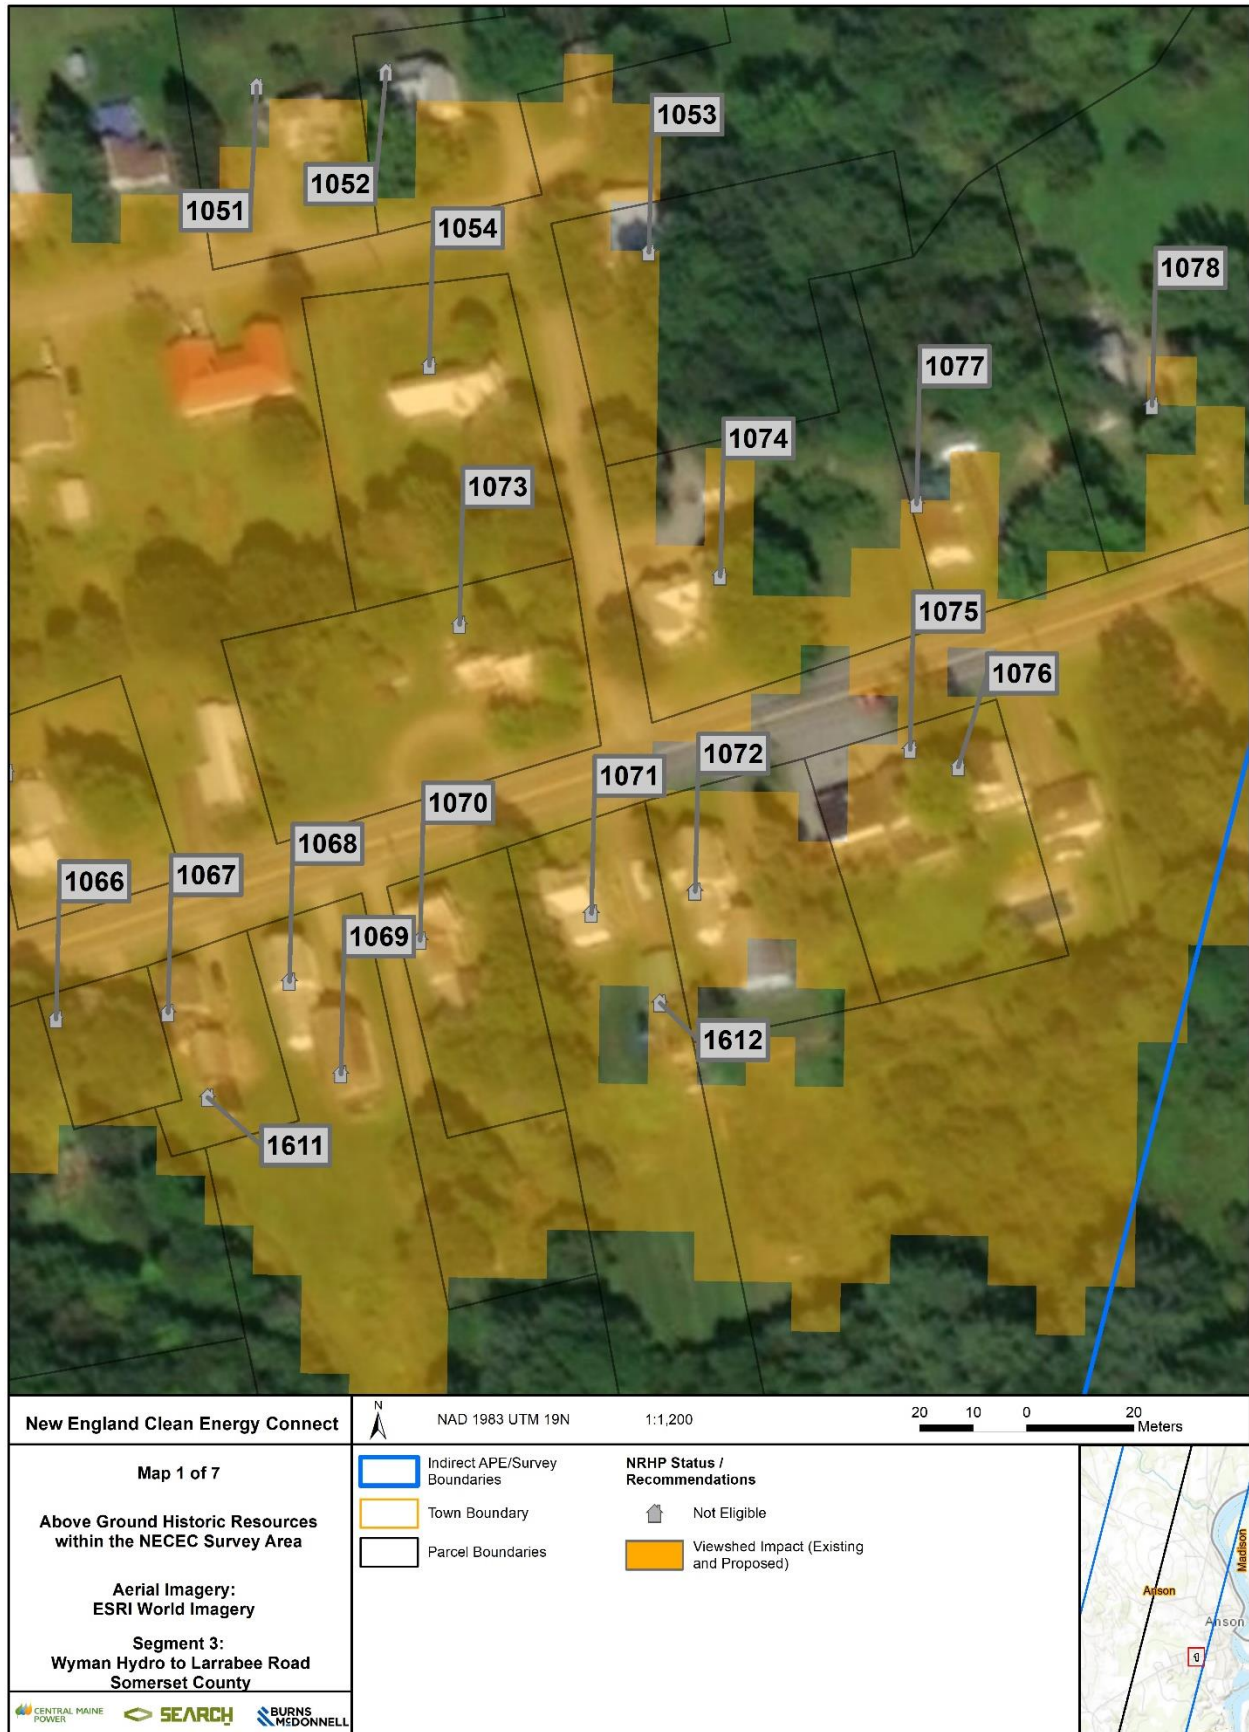 1053
1052
1051
1054
1078
1077
1074
1073
1075
1076
1072
1071
1070
1068
1067
1066
1069
1612
1611
New England Clean Energy Connect
N
NAD 1983 UTM 19N
1:1,200
20 10 0 20
Meters
Map 1 of 7
Above Ground Historic Resources
within the NECEC Survey Area
Aerial Imagery:
ESRI World Imagery
Segment 3:
Wyman Hydro to Larrabee Road
Somerset County
CENTRAL MAINE
POWER
SEARCH
BURNS
McDONNELL
Indirect APE/Survey
Boundaries
Town Boundary
Parcel Boundaries
NRHP Status /
Recommendations
Not Eligible
Viewshed Impact (Existing
and Proposed)
Madison
Anson
Anson